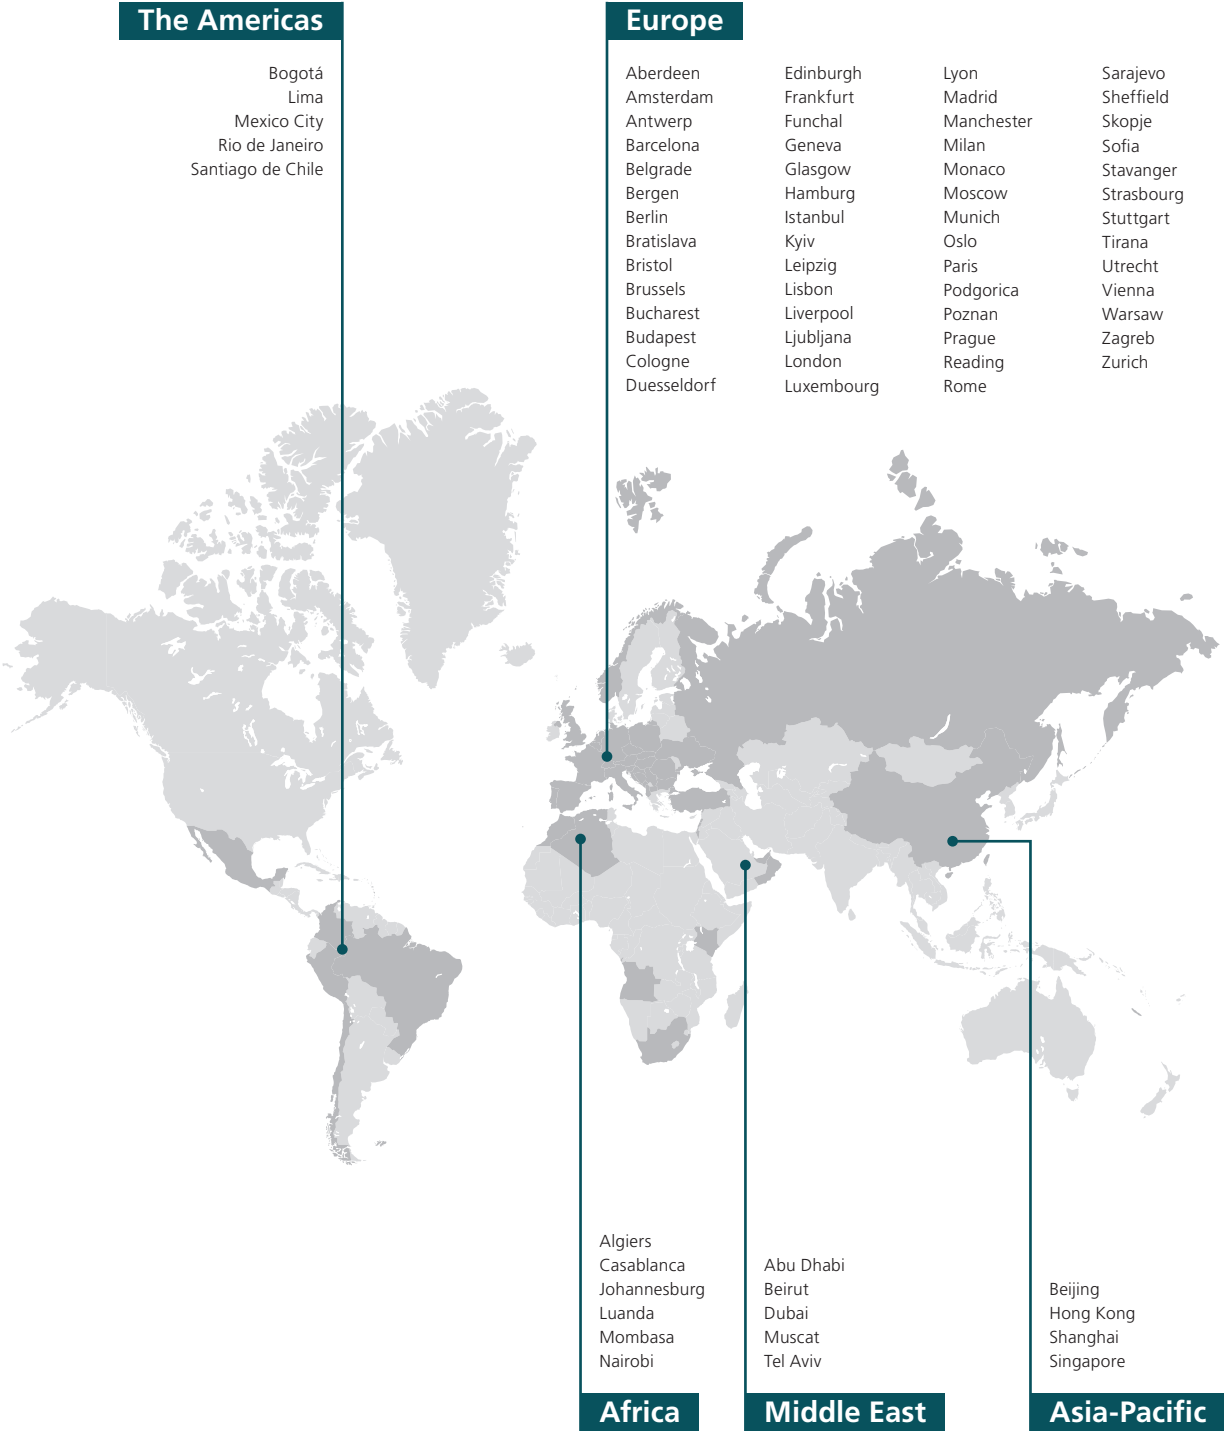 The Americas
Bogotá
Lima
Mexico City
Rio de Janeiro
Santiago de Chile
Europe
Aberdeen
Amsterdam
Antwerp
Barcelona
Belgrade
Bergen
Berlin
Bratislava
Bristol
Brussels
Bucharest
Budapest
Cologne
Duesseldorf
Edinburgh
Frankfurt
Funchal
Geneva
Glasgow
Hamburg
Istanbul
Kyiv
Leipzig
Lisbon
Liverpool
Ljubljana
London
Luxembourg
Lyon
Madrid
Manchester
Milan
Monaco
Moscow
Munich
Oslo
Paris
Podgorica
Poznan
Prague
Reading
Rome
Sarajevo
Sheffield
Skopje
Sofia
Stavanger
Strasbourg
Stuttgart
Tirana
Utrecht
Vienna
Warsaw
Zagreb
Zurich
Algiers
Casablanca
Johannesburg
Luanda
Mombasa
Nairobi
Africa
Abu Dhabi
Beirut
Dubai
Muscat
Tel Aviv
Middle East
Beijing
Hong Kong
Shanghai
Singapore
Asia-Pacific